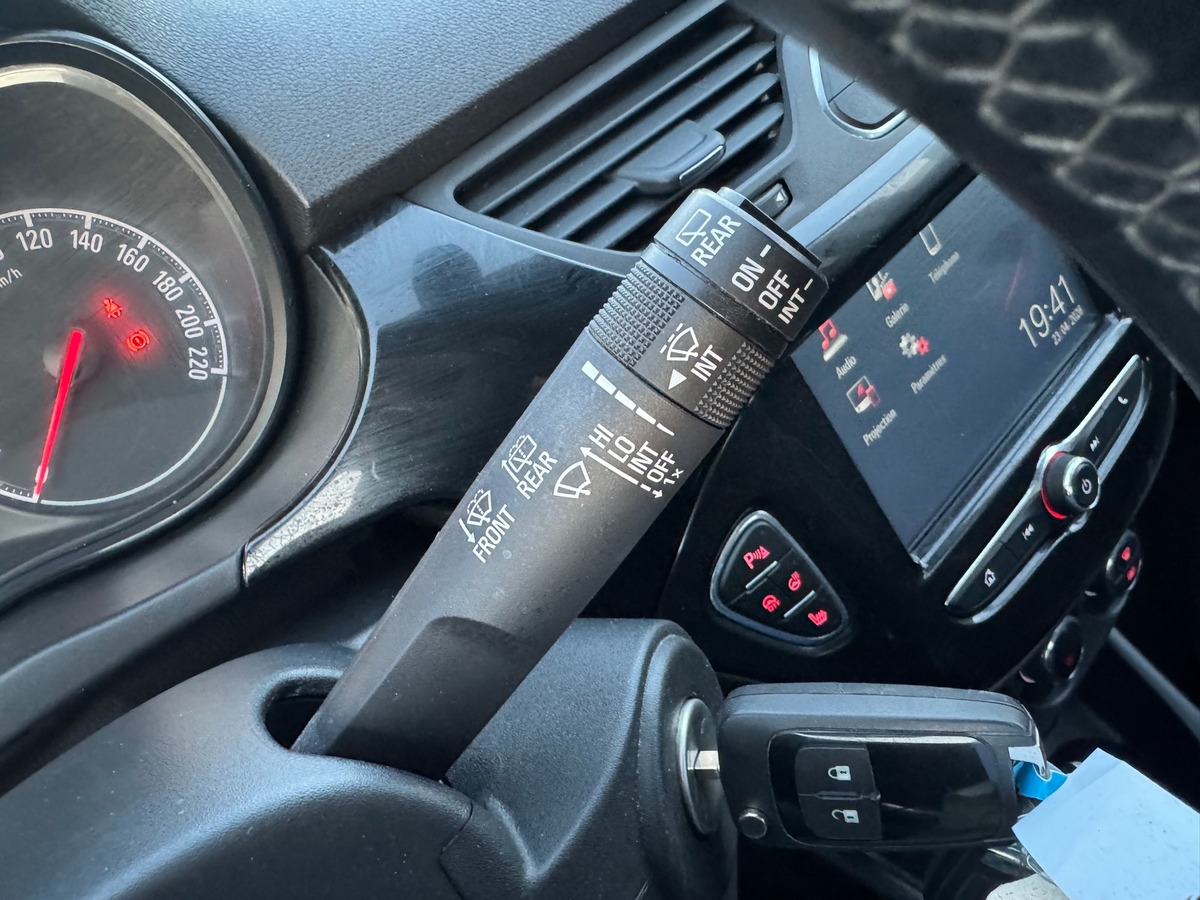 120
140
160
180
200
220
km/h
REAR
ON -
OFF
INT -
INT
HI
LO
INT
OFF
1x
REAR
FRONT
Téléphone
Galerie
Audio
Paramètres
Projection
19:41
P